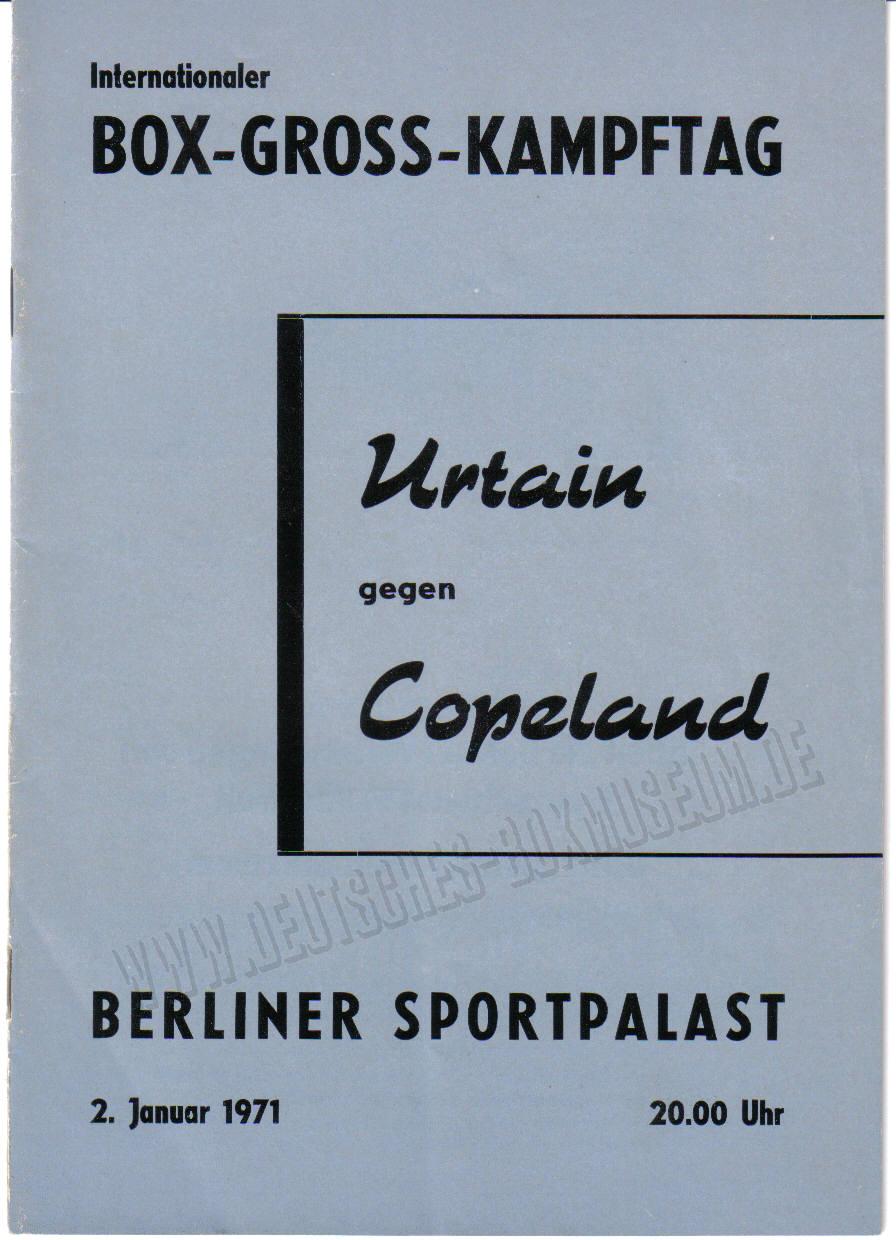 Internationaler
BOX-GROSS-KAMPFTAG
Urtain
gegen
Copeland
WWW.DEUTSCHES-BOXMUSEUM.DE
BERLINER SPORTPALAST
2. Januar 1971 20.00 Uhr